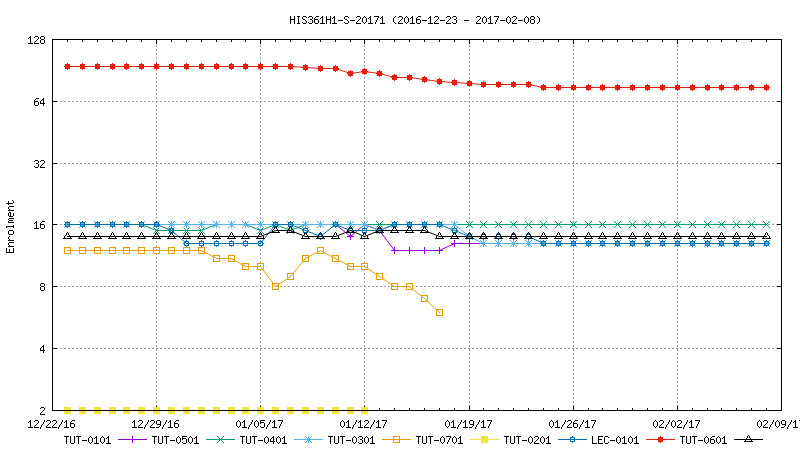 HIS361H1-S-20171 (2016-12-23 - 2017-02-08)
128
64
32
16
8
4
2
Enrolment
12/22/16 12/29/16 01/05/17 01/12/17 01/19/17 01/26/17 02/02/17 02/09/17
TUT-0101 TUT-0501 TUT-0401 TUT-0301 TUT-0701 TUT-0201 LEC-0101 TUT-0601